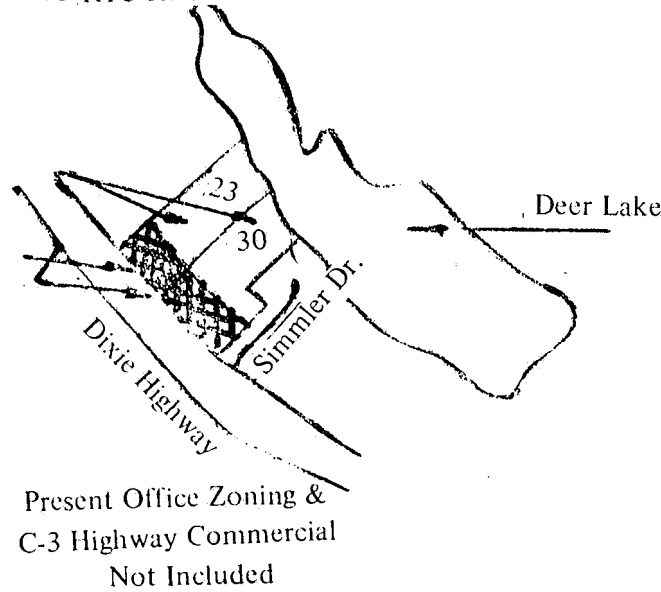 23
Deer Lake
30
Simmler Dr.
Dixie Highway
Present Office Zoning &
C-3 Highway Commercial
Not Included